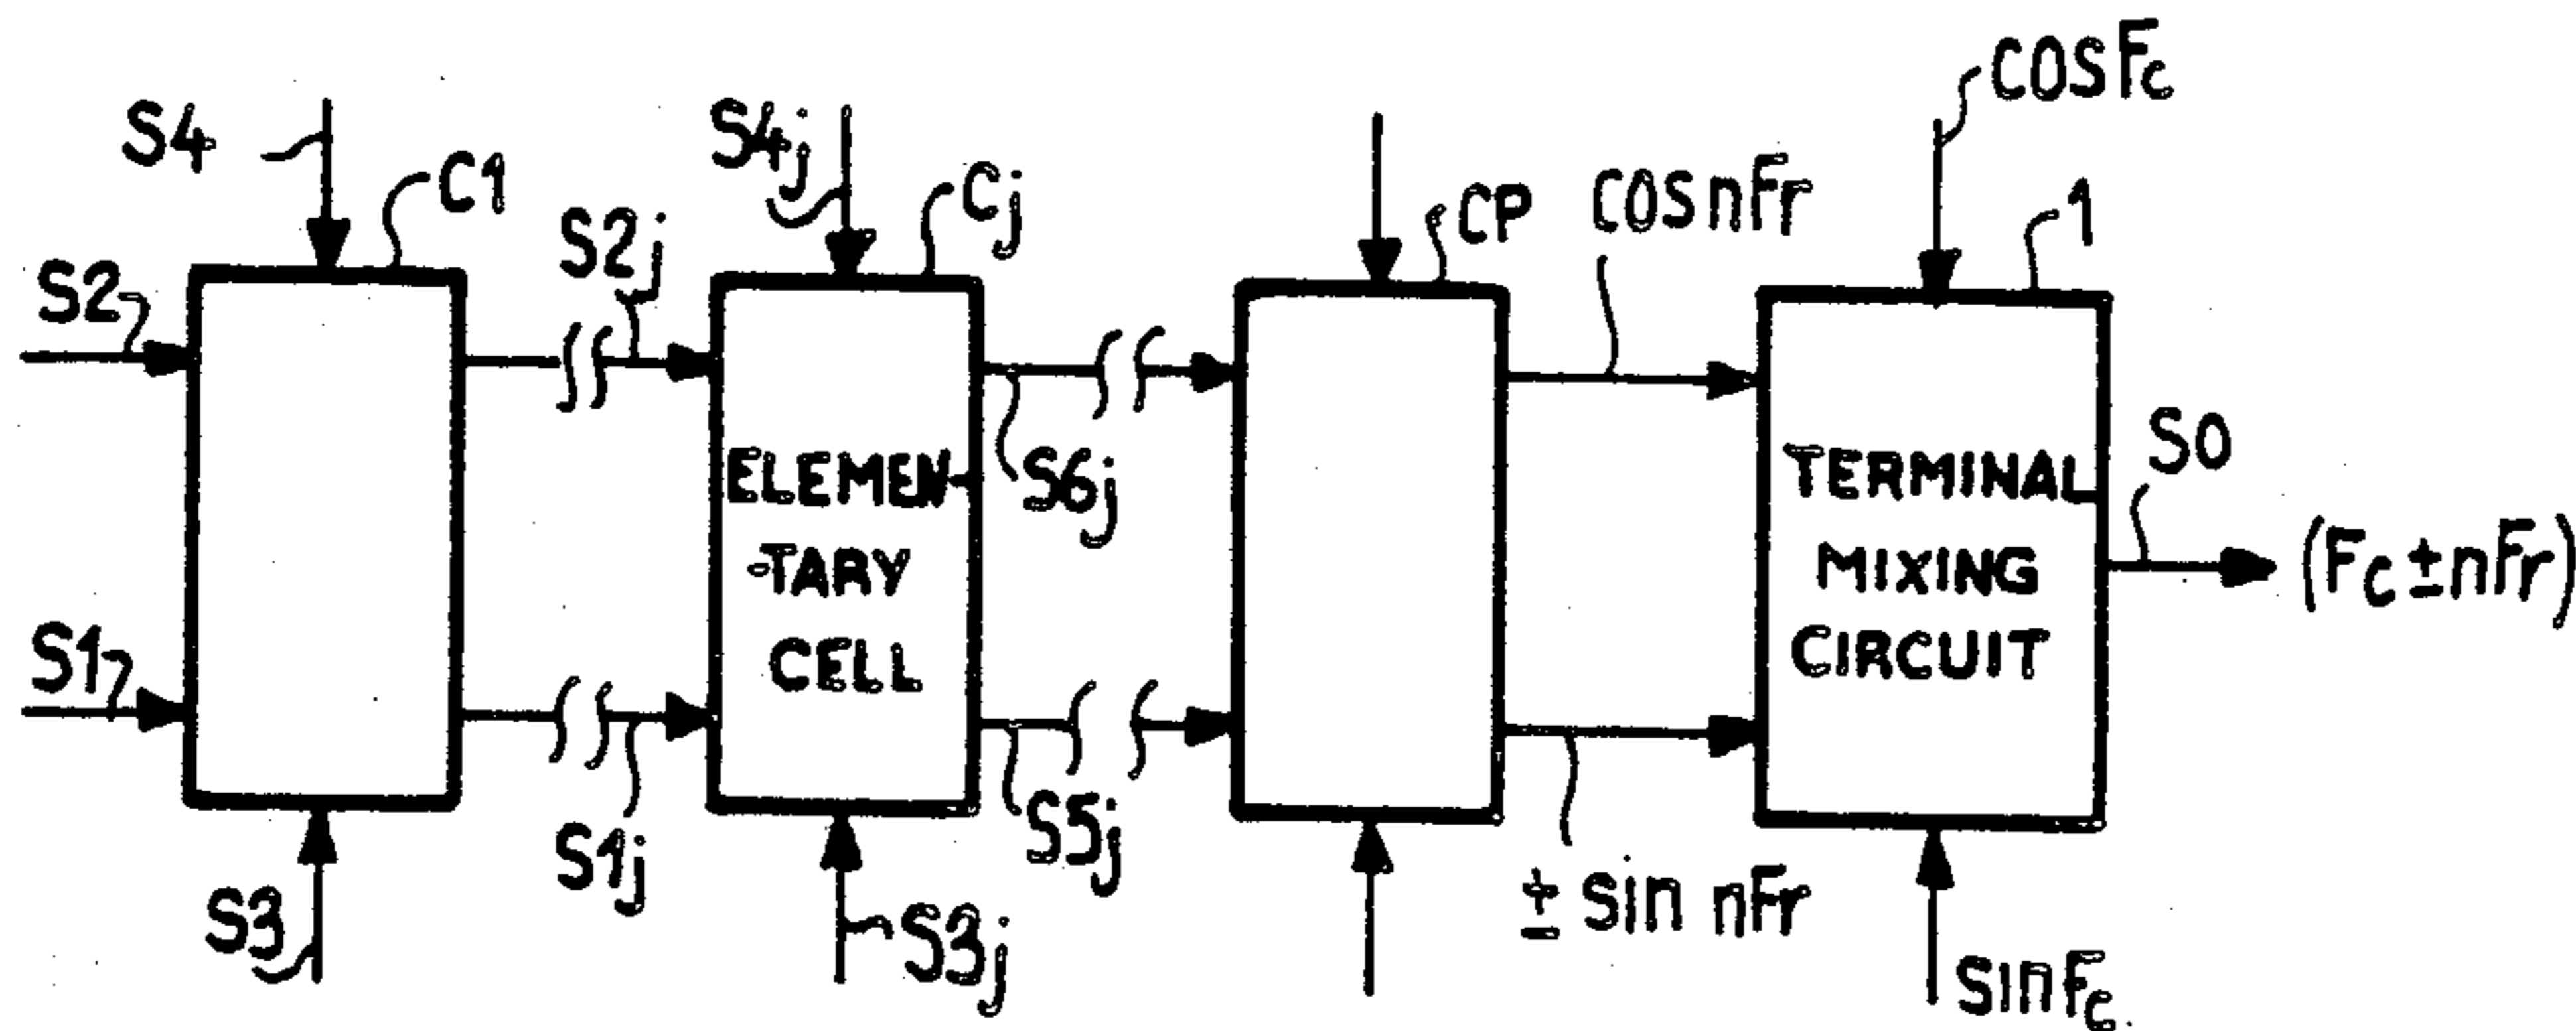 S4
C1
S2
S1
S3
S2j
S1j
S4j
Cj
ELEMEN-
-TARY
CELL
S3j
S6j
S5j
CP
COS nFr
± sin nFr
COS Fc
1
TERMINAL
MIXING
CIRCUIT
sin Fc
S0
(Fc ± nFr)